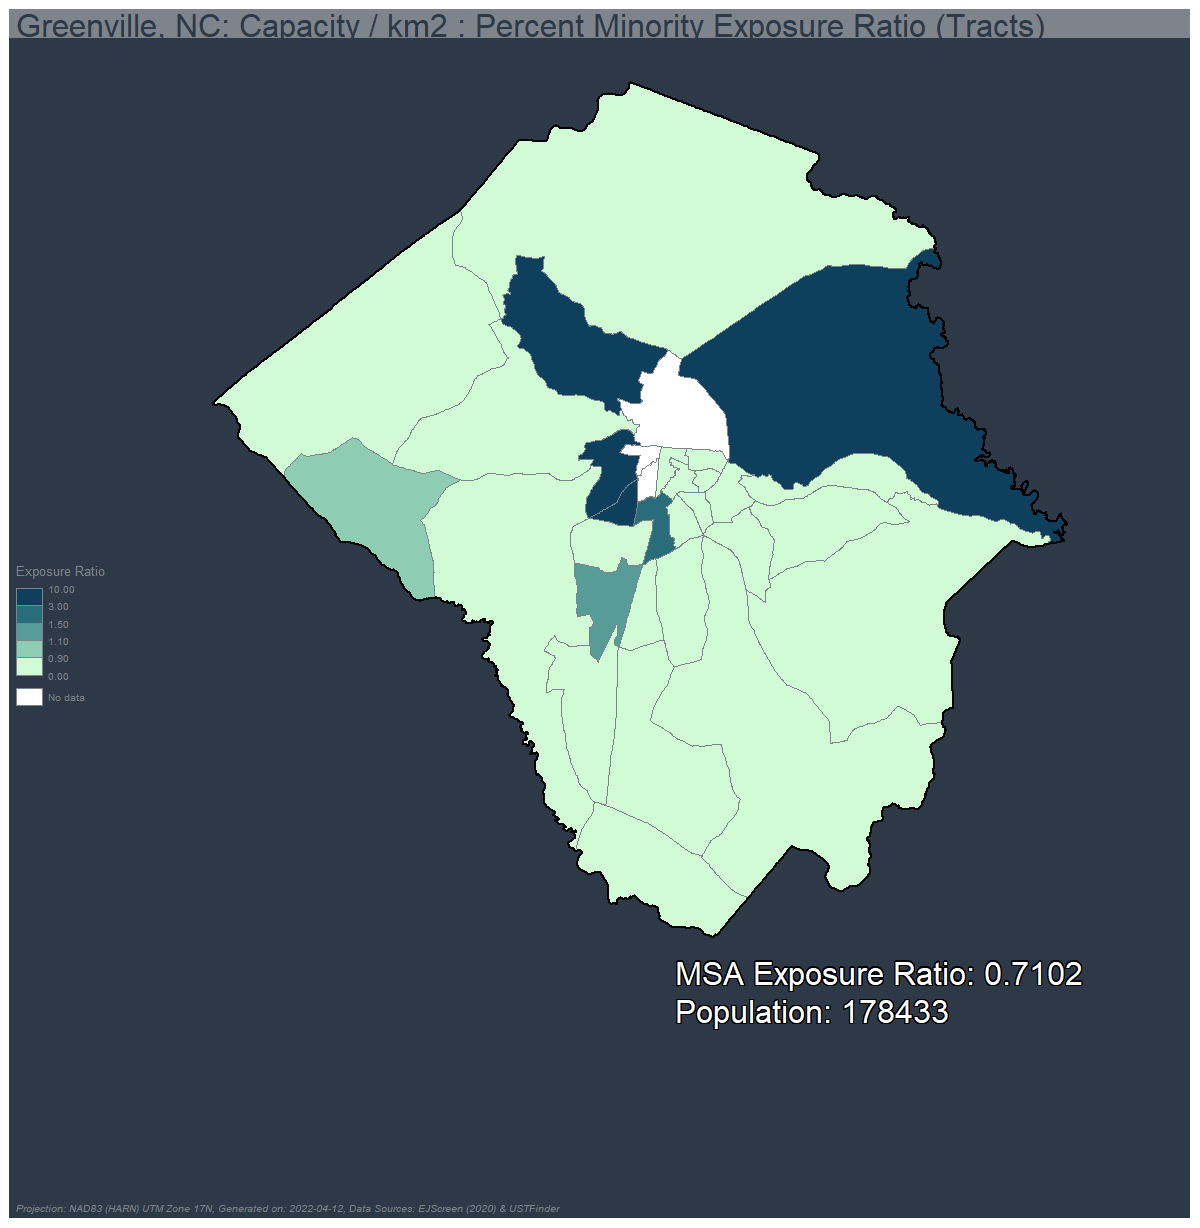 Greenville, NC: Capacity / km2 : Percent Minority Exposure Ratio (Tracts)
Exposure Ratio
10.00
3.00
1.50
1.10
0.90
0.00
No data
MSA Exposure Ratio: 0.7102
Population: 178433
Projection: NAD83 (HARN) UTM Zone 17N, Generated on: 2022-04-12, Data Sources: EJScreen (2020) & USTFinder